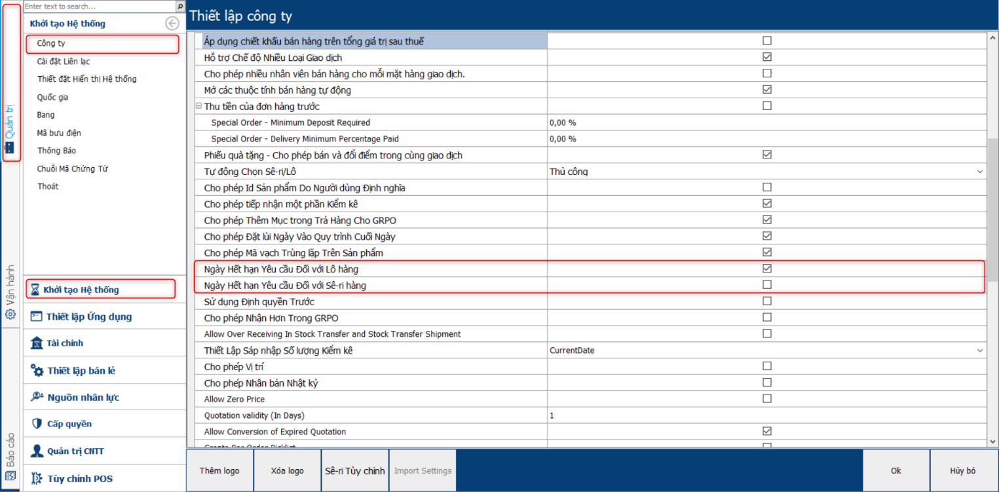 Enter text to search...
Khởi tạo Hệ thống
Công ty
Cài đặt Liên lạc
Thiết đặt Hiển thị Hệ thống
Quốc gia
Bang
Mã bưu điện
Thông Báo
Chuỗi Mã Chứng Từ
Thoát
Quản trị
Vận hành
Báo cáo
Khởi tạo Hệ thống
Thiết lập Ứng dụng
Tài chính
Thiết lập bán lẻ
Nguồn nhân lực
Cấp quyền
Quản trị CNTT
Tùy chỉnh POS
Thiết lập công ty
Áp dụng chiết khấu bán hàng trên tổng giá trị sau thuế
Hỗ trợ Chế độ Nhiều Loại Giao dịch
Cho phép nhiều nhân viên bán hàng cho mỗi mặt hàng giao dịch.
Mở các thuộc tính bán hàng tự động
Thu tiền của đơn hàng trước
Special Order - Minimum Deposit Required 0,00 %
Special Order - Delivery Minimum Percentage Paid 0,00 %
Phiếu quà tặng - Cho phép bán và đổi điểm trong cùng giao dịch
Tự động Chọn Sê-ri/Lô Thủ công
Cho phép Id Sản phẩm Do Người dùng Định nghĩa
Cho phép tiếp nhận một phần Kiểm kê
Cho phép Thêm Mục trong Trả Hàng Cho GRPO
Cho phép Đặt lùi Ngày Vào Quy trình Cuối Ngày
Cho phép Mã vạch Trùng lặp Trên Sản phẩm
Ngày Hết hạn Yêu cầu Đối với Lô hàng
Ngày Hết hạn Yêu cầu Đối với Sê-ri hàng
Sử dụng Định quyền Trước
Cho phép Nhận Hơn Trong GRPO
Allow Over Receiving In Stock Transfer and Stock Transfer Shipment
Thiết Lập Sáp nhập Số lượng Kiểm kê CurrentDate
Cho phép Vị trí
Cho phép Nhân bản Nhật ký
Allow Zero Price
Quotation validity (In Days) 1
Allow Conversion of Expired Quotation
Create Per Order Picklist
Thêm logo
Xóa logo
Sê-ri Tùy chỉnh
Import Settings
Ok
Hủy bỏ